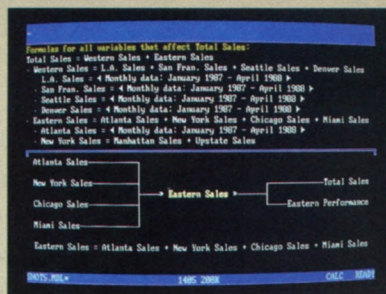 Formulas for all variables that affect Total Sales:
Total Sales = Western Sales + Eastern Sales
- Western Sales = L.A. Sales + San Fran. Sales + Seattle Sales + Denver Sales
- L.A. Sales = ◄ Monthly data: January 1987 - April 1988 ►
- San Fran. Sales = ◄ Monthly data: January 1987 - April 1988 ►
- Seattle Sales = ◄ Monthly data: January 1987 - April 1988 ►
- Denver Sales = ◄ Monthly data: January 1987 - April 1988 ►
- Eastern Sales = Atlanta Sales + New York Sales + Chicago Sales + Miami Sales
- Atlanta Sales = ◄ Monthly data: January 1987 - April 1988 ►
- New York Sales = Manhattan Sales + Upstate Sales
Atlanta Sales
New York Sales
Chicago Sales
Miami Sales
Eastern Sales
Total Sales
Eastern Performance
Eastern Sales = Atlanta Sales + New York Sales + Chicago Sales + Miami Sales
CALC READY